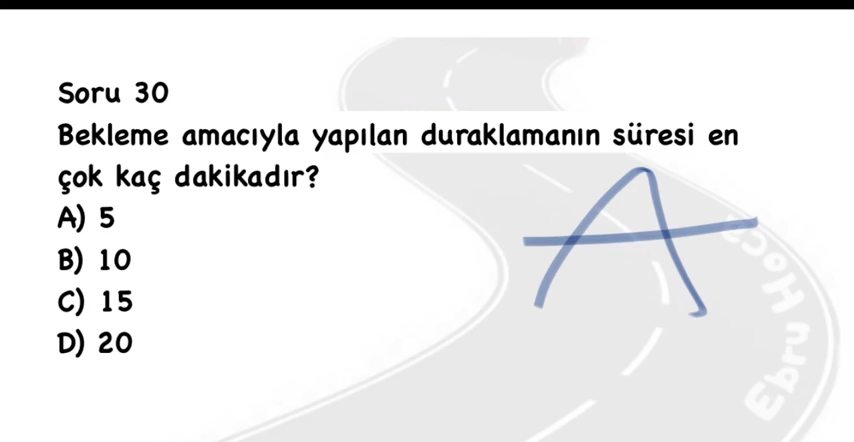 Soru 30
Bekleme amacıyla yapılan duraklamanın süresi en
çok kaç dakikadır?
A) 5
B) 10
C) 15
D) 20
A
Ebru Hoca